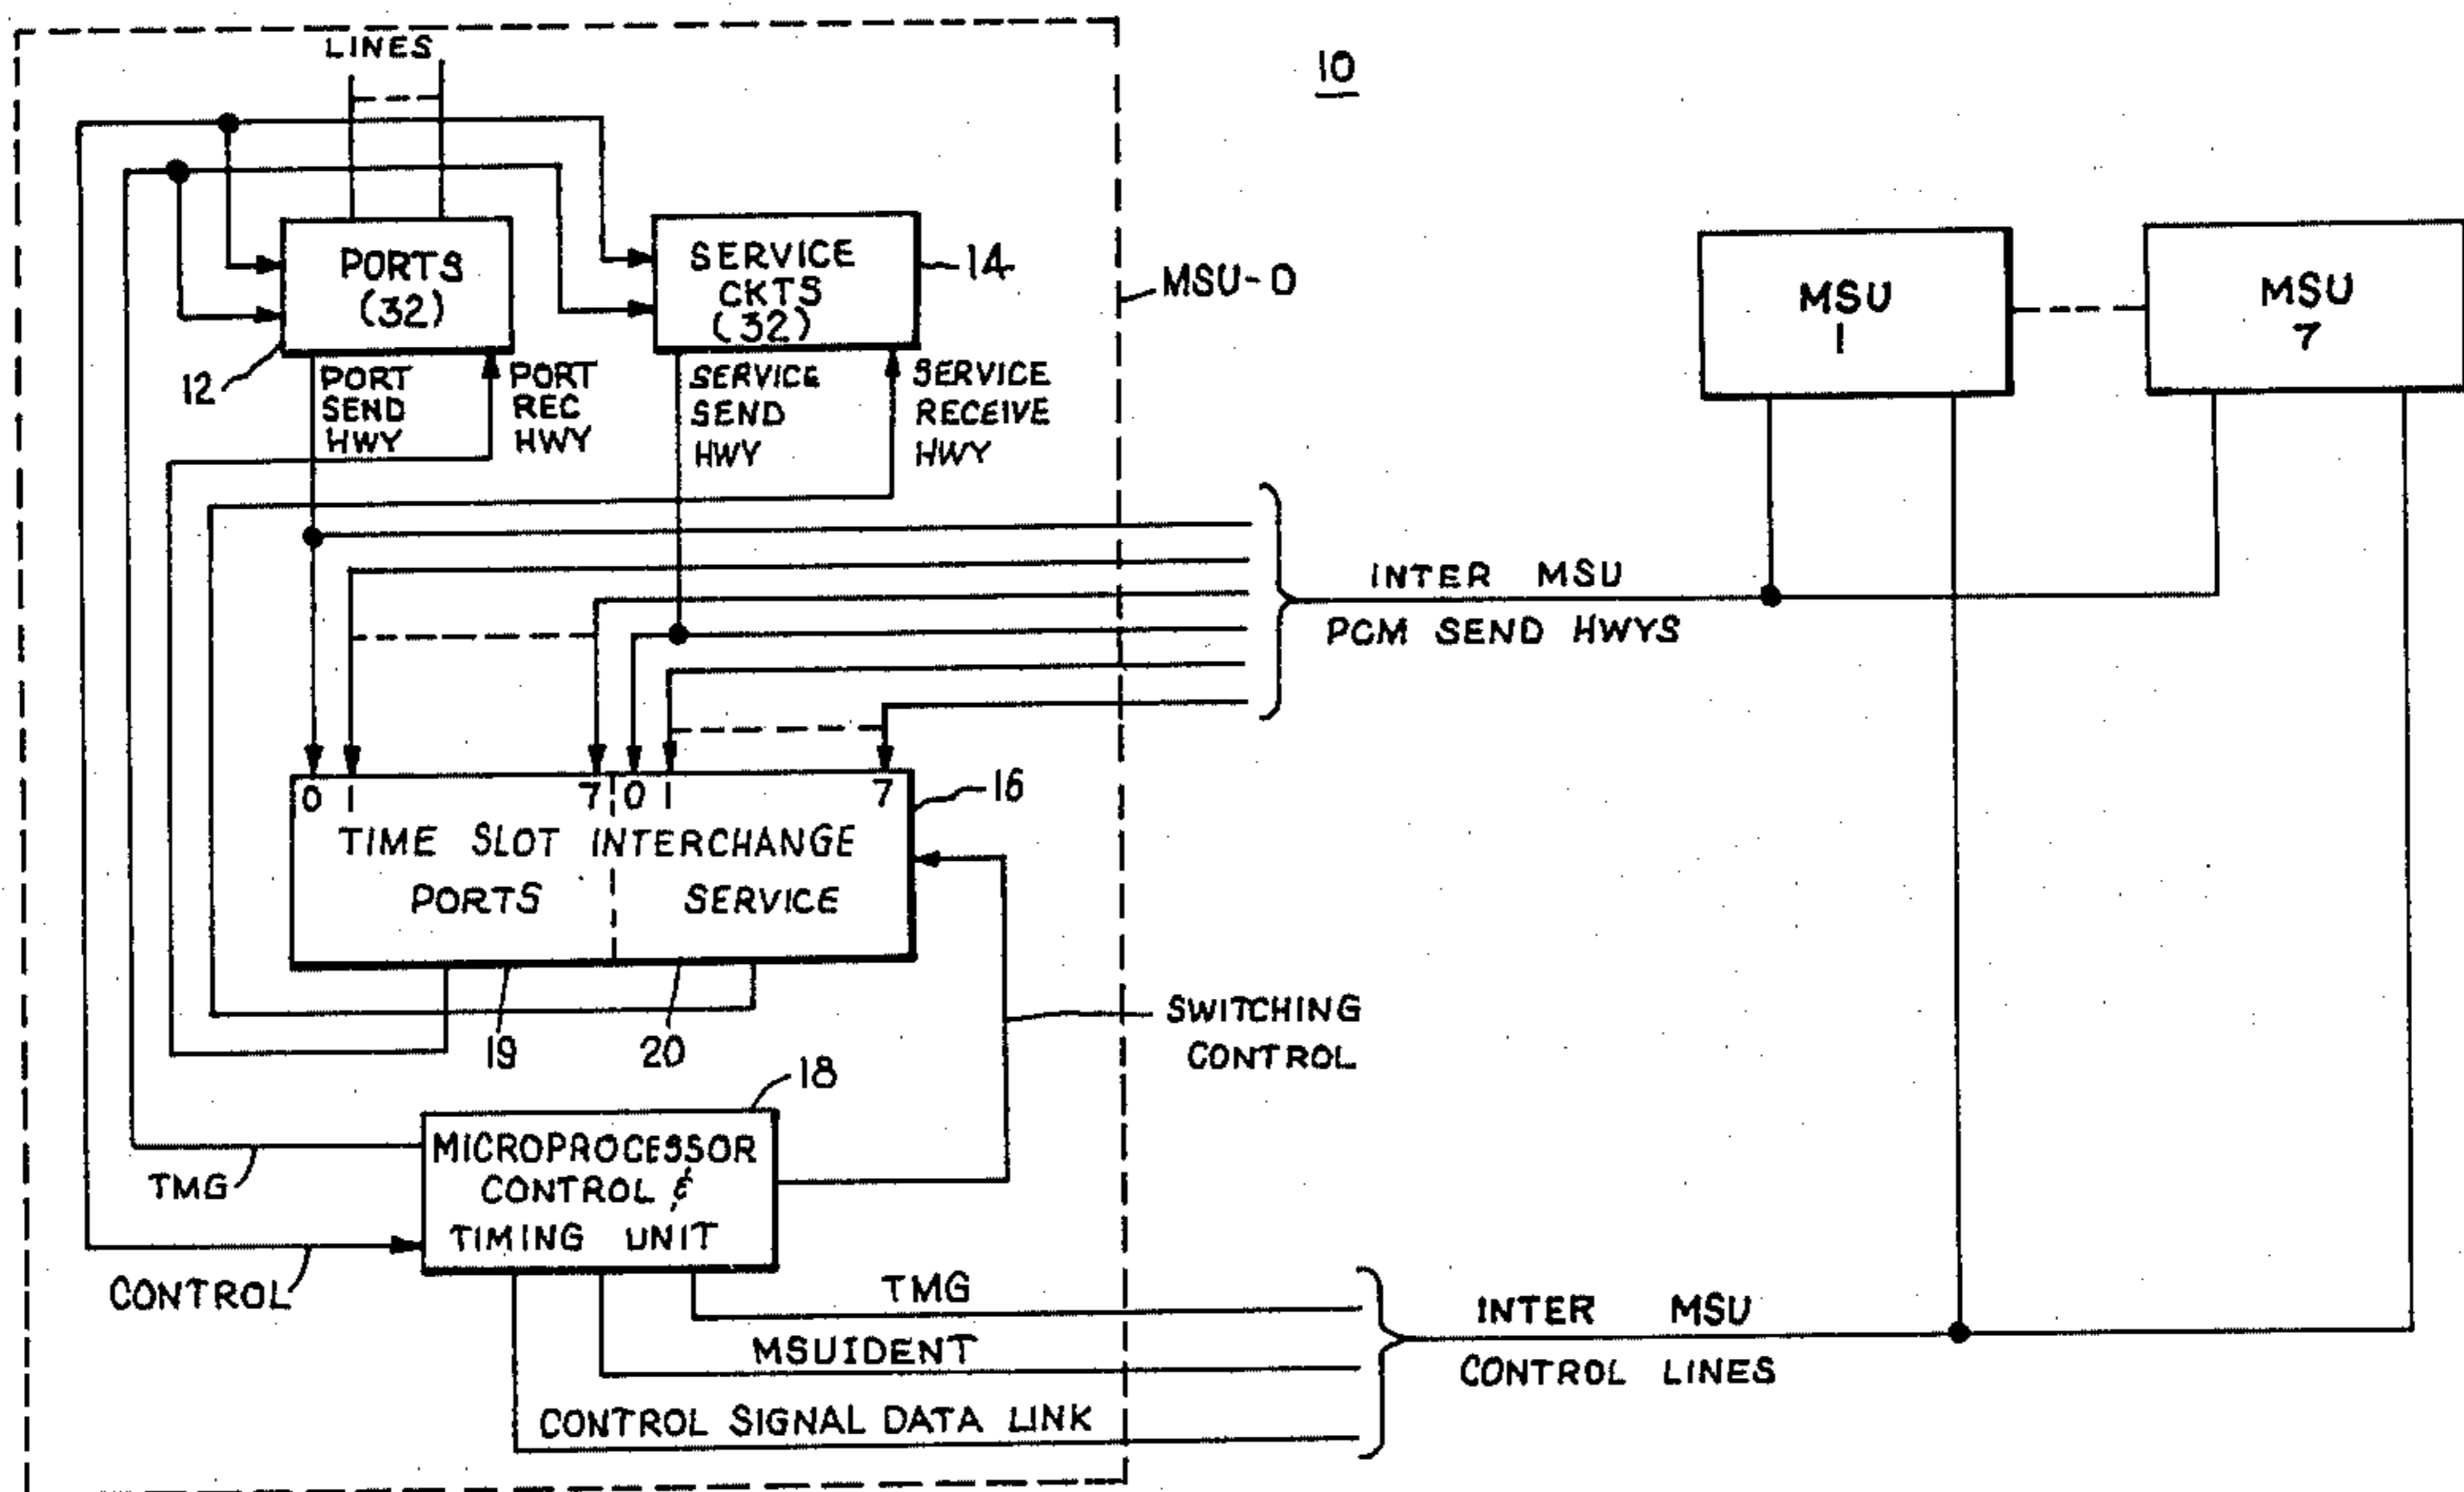 LINES
10
PORTS
(32)
SERVICE
CKTS
(32)
14
MSU-0
MSU
1
MSU
7
12
PORT
SEND
HWY
PORT
REC
HWY
SERVICE
SEND
HWY
SERVICE
RECEIVE
HWY
INTER MSU
PCM SEND HWYS
0 1 7 0 1 7
16
TIME SLOT INTERCHANGE
PORTS SERVICE
19 20
SWITCHING
CONTROL
18
MICROPROCESSOR
CONTROL &
TIMING UNIT
TMG
CONTROL
TMG
MSUIDENT
CONTROL SIGNAL DATA LINK
INTER MSU
CONTROL LINES